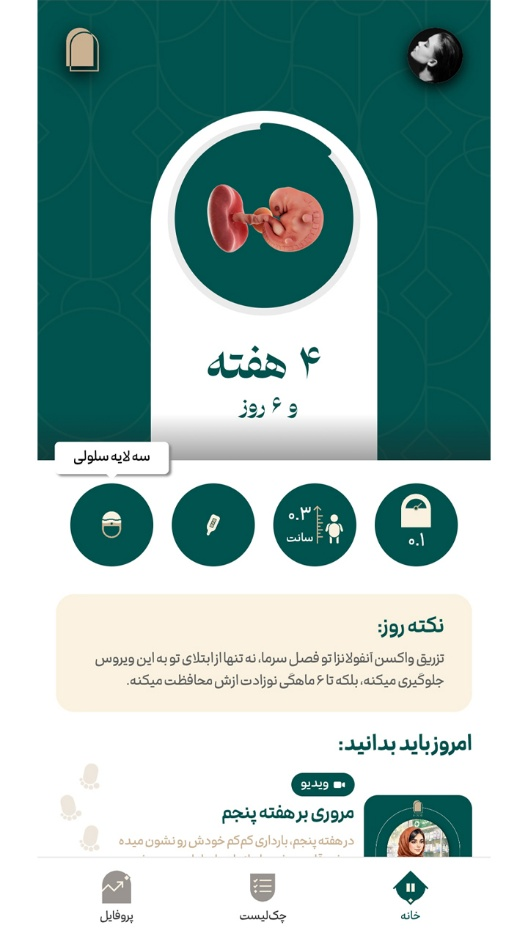 ۴ هفته
و ۶ روز
سه لایه سلولی
۰.۱
۰.۳
سانت
نکته روز:
تزریق واکسن آنفولانزا تو فصل سرما، نه تنها از ابتلای تو به این ویروس
جلوگیری میکنه، بلکه تا ۶ ماهگی نوزادت ازش محافظت میکنه.
امروز باید بدانید:
ویدیو
مروری بر هفته پنجم
در هفته پنجم، بارداری کم‌کم خودش رو نشون میده
خانه
چک‌لیست
پروفایل